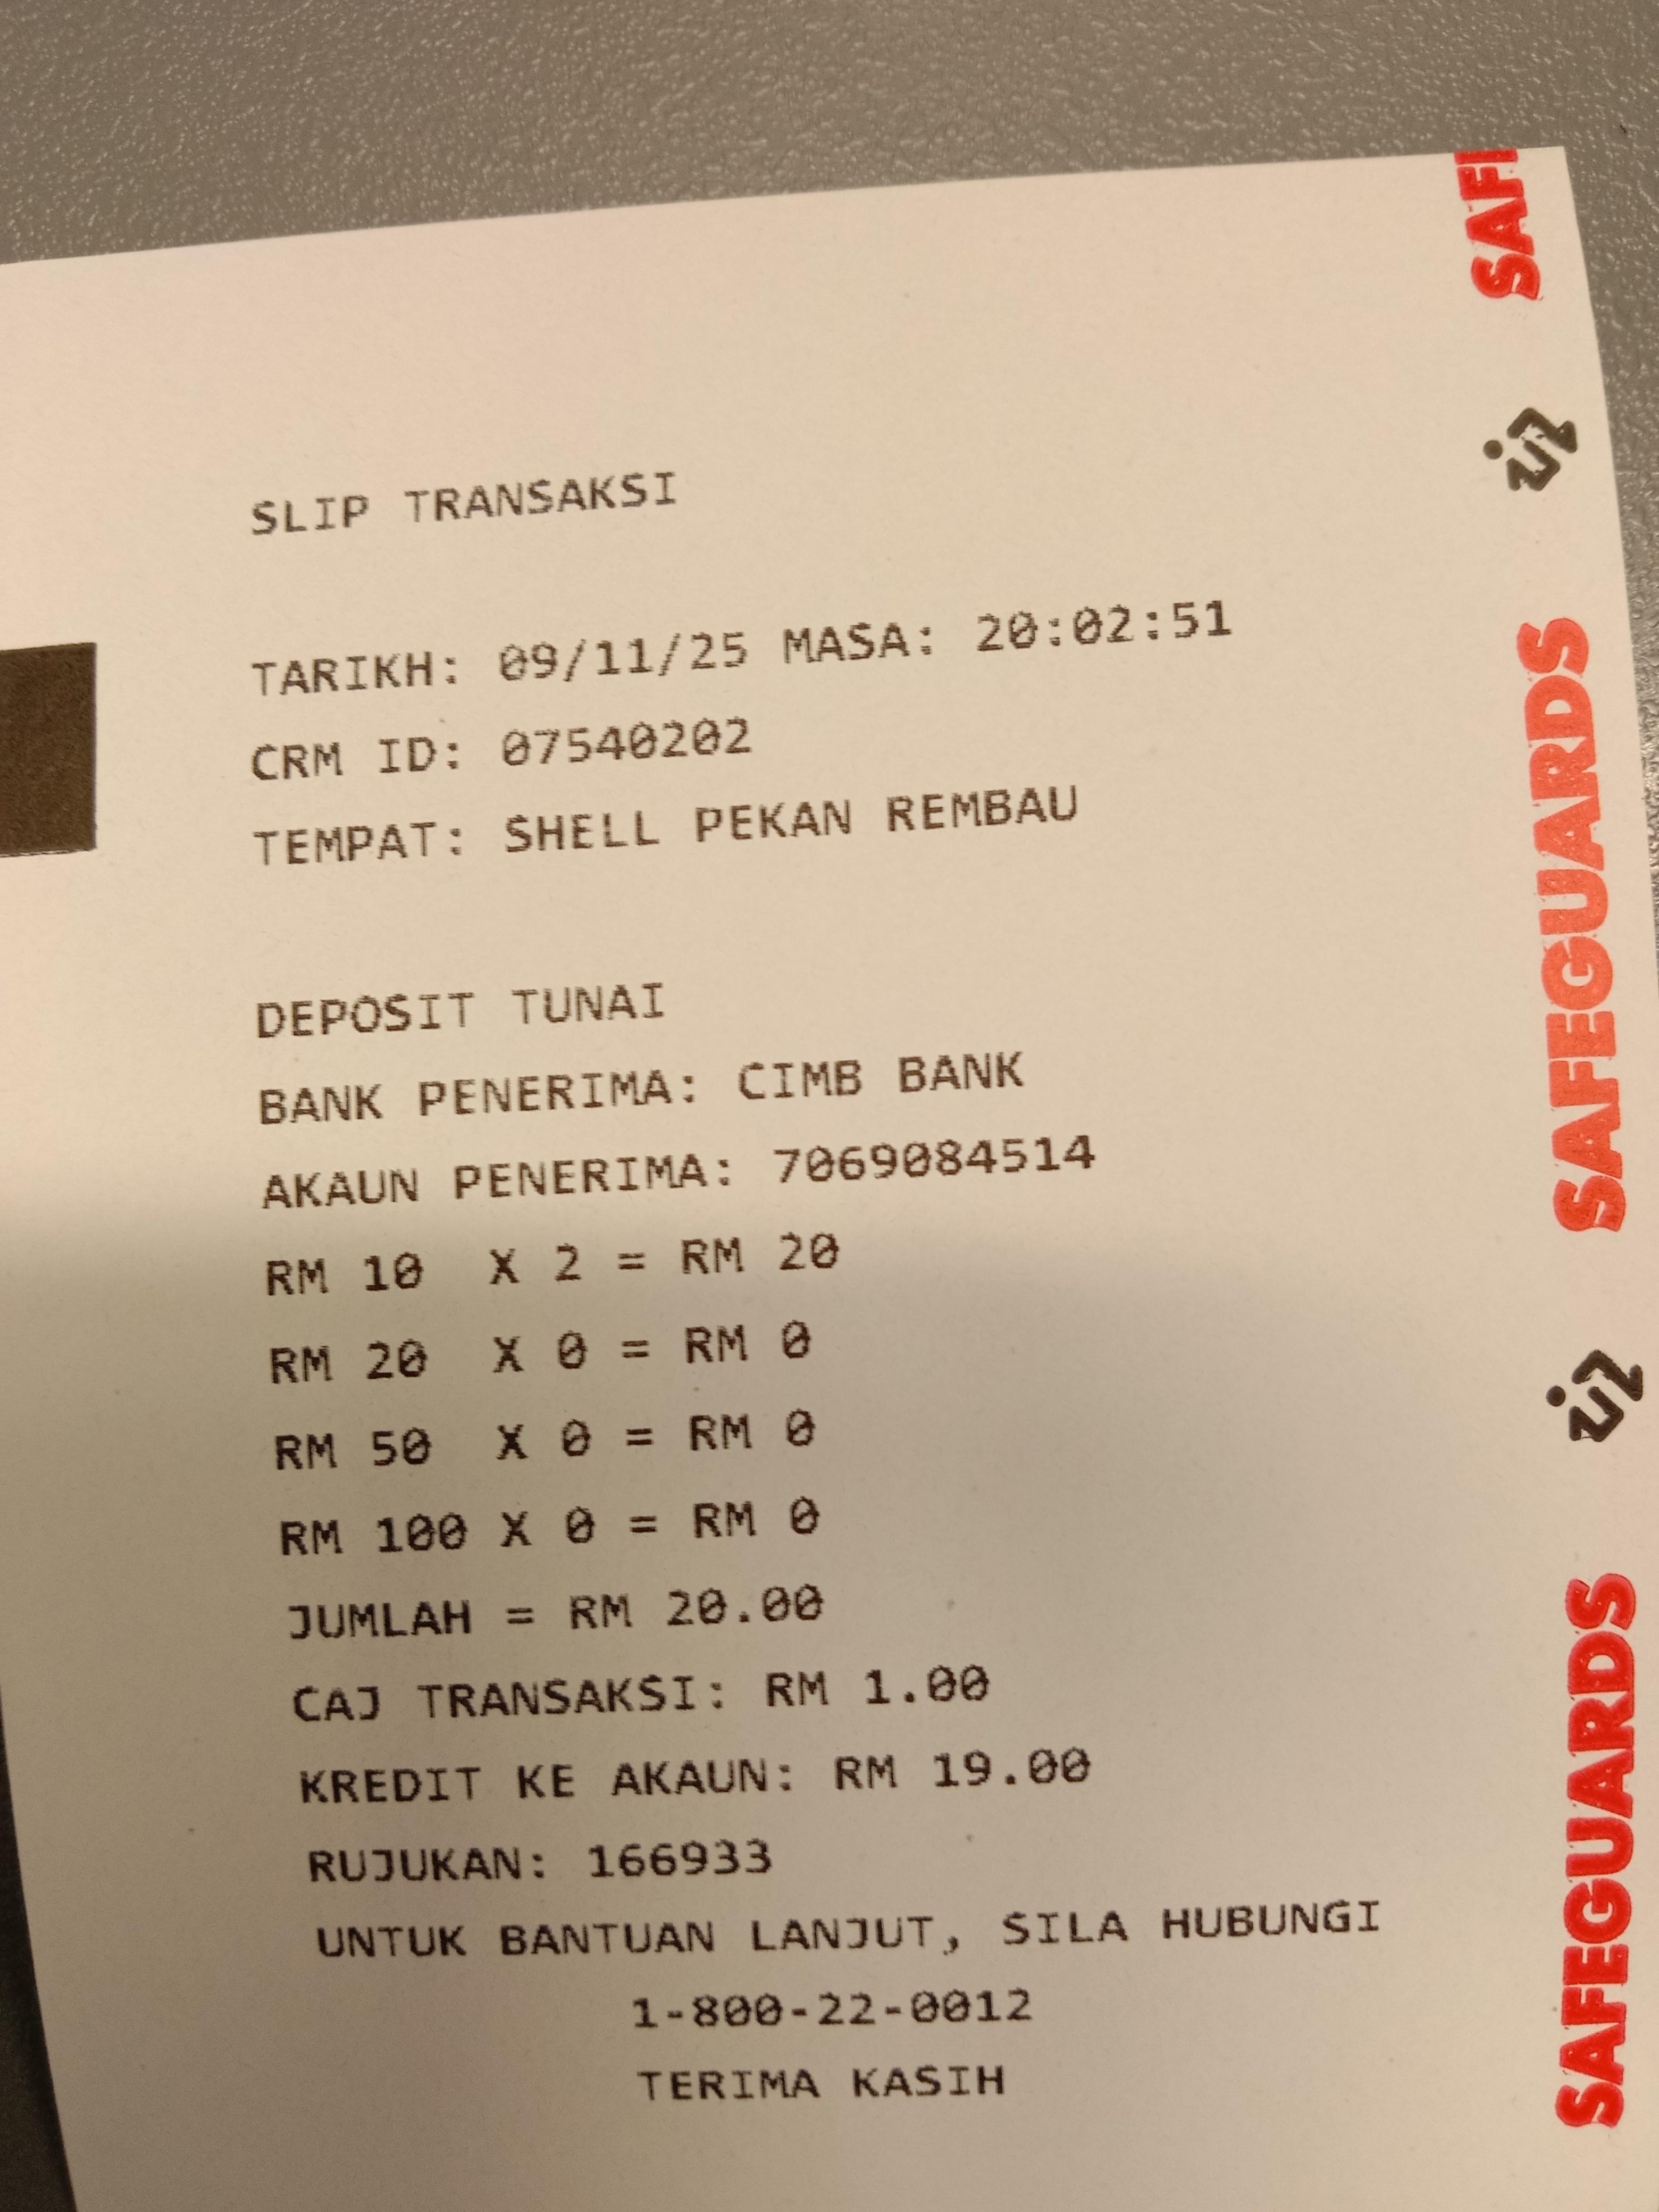 SLIP TRANSAKSI
TARIKH: 09/11/25 MASA: 20:02:51
CRM ID: 07540202
TEMPAT: SHELL PEKAN REMBAU
DEPOSIT TUNAI
BANK PENERIMA: CIMB BANK
AKAUN PENERIMA: 7069084514
RM 10 X 2 = RM 20
RM 20 X 0 = RM 0
RM 50 X 0 = RM 0
RM 100 X 0 = RM 0
JUMLAH = RM 20.00
CAJ TRANSAKSI: RM 1.00
KREDIT KE AKAUN: RM 19.00
RUJUKAN: 166933
UNTUK BANTUAN LANJUT, SILA HUBUNGI
1-800-22-0012
TERIMA KASIH
SAFEGUARDS
SAFEGUARDS